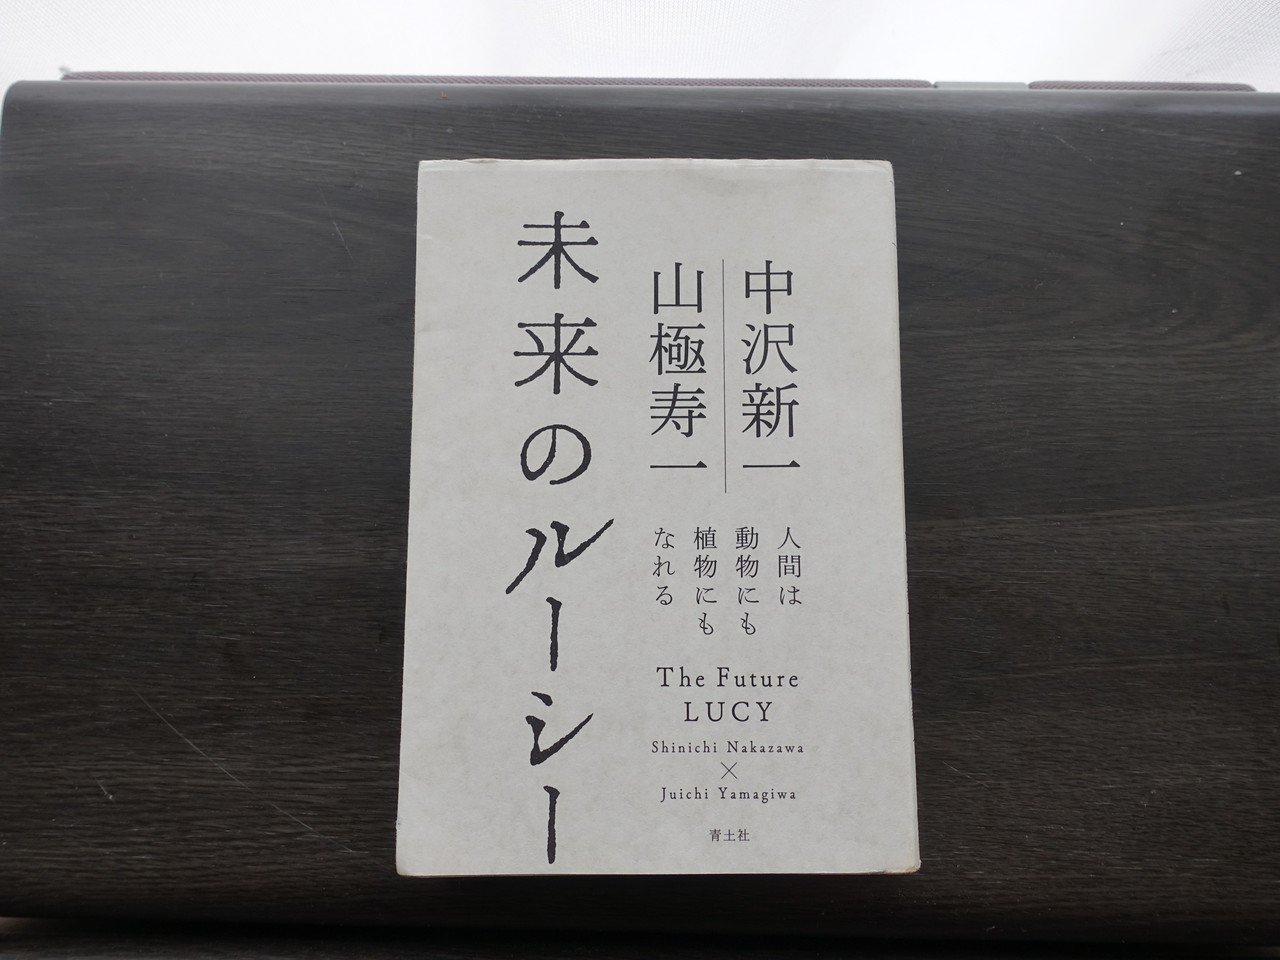 中沢新一
山極寿一
未来のルーシー
人間は
動物にも
植物にも
なれる
The Future
LUCY
Shinichi Nakazawa
×
Juichi Yamagiwa
青土社